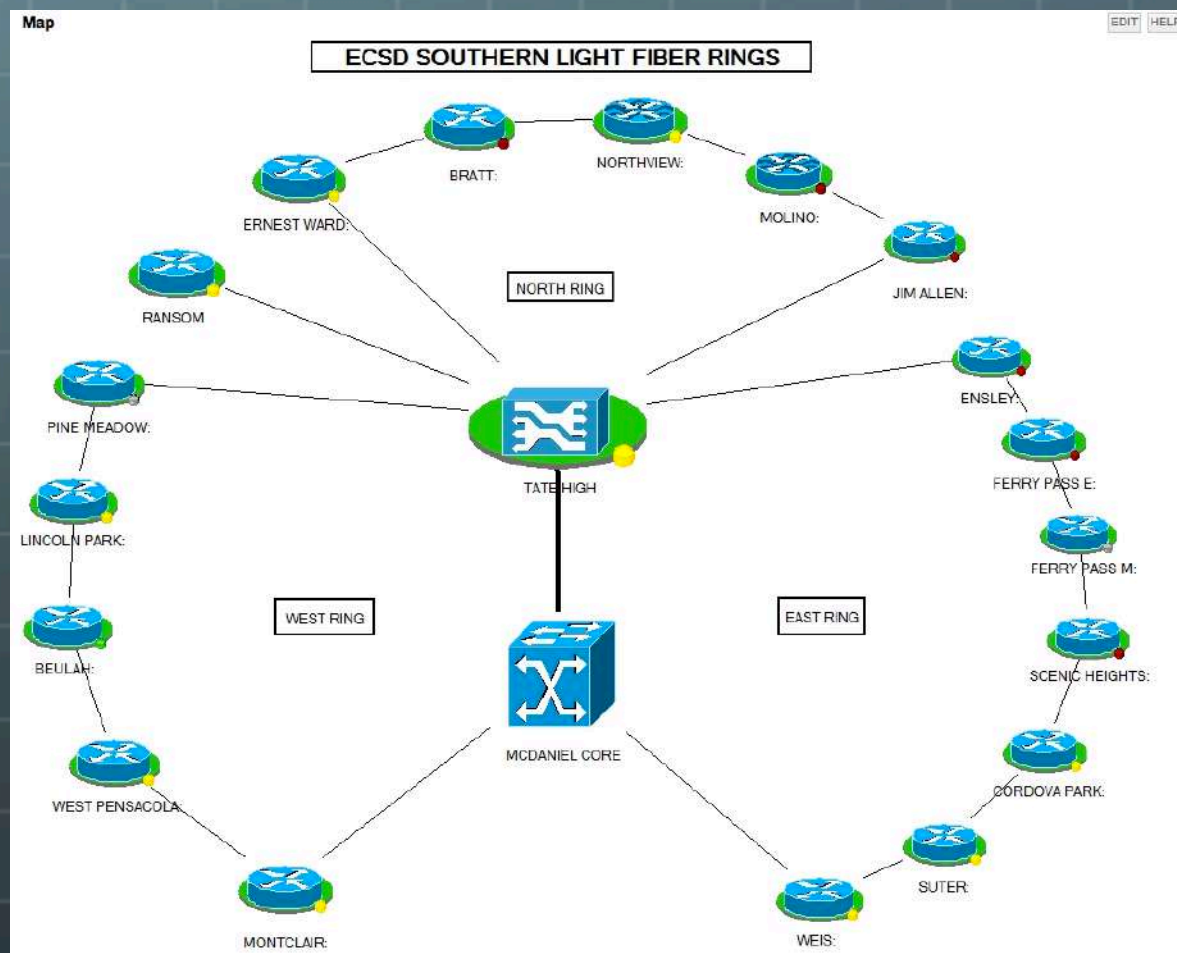 Map
EDIT HELP
ECSD SOUTHERN LIGHT FIBER RINGS
BRATT:
NORTHVIEW:
ERNEST WARD:
MOLINO:
NORTH RING
JIM ALLEN:
RANSOM
ENSLEY:
PINE MEADOW:
TATE HIGH
FERRY PASS E:
LINCOLN PARK:
FERRY PASS M:
WEST RING
EAST RING
BEULAH:
SCENIC HEIGHTS:
MCDANIEL CORE
WEST PENSACOLA:
CORDOVA PARK:
SUTER:
MONTCLAIR:
WEIS: